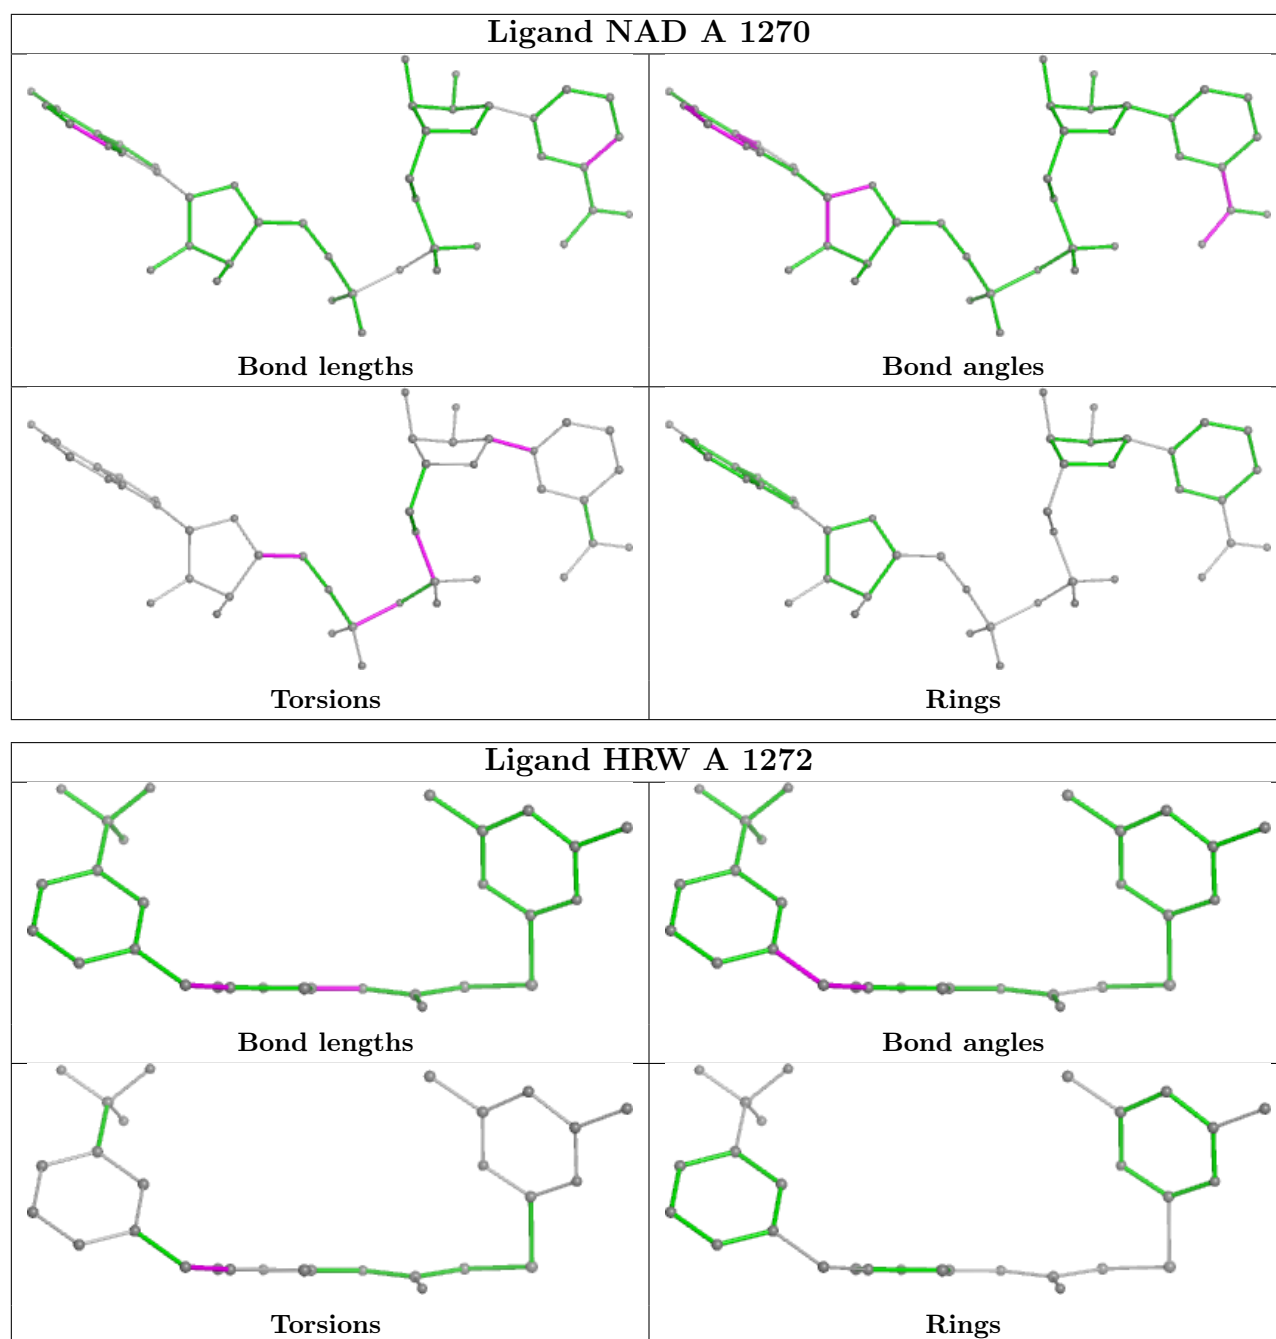 Ligand NAD A 1270
Bond lengths
Bond angles
Torsions
Rings
Ligand HRW A 1272
Bond lengths
Bond angles
Torsions
Rings